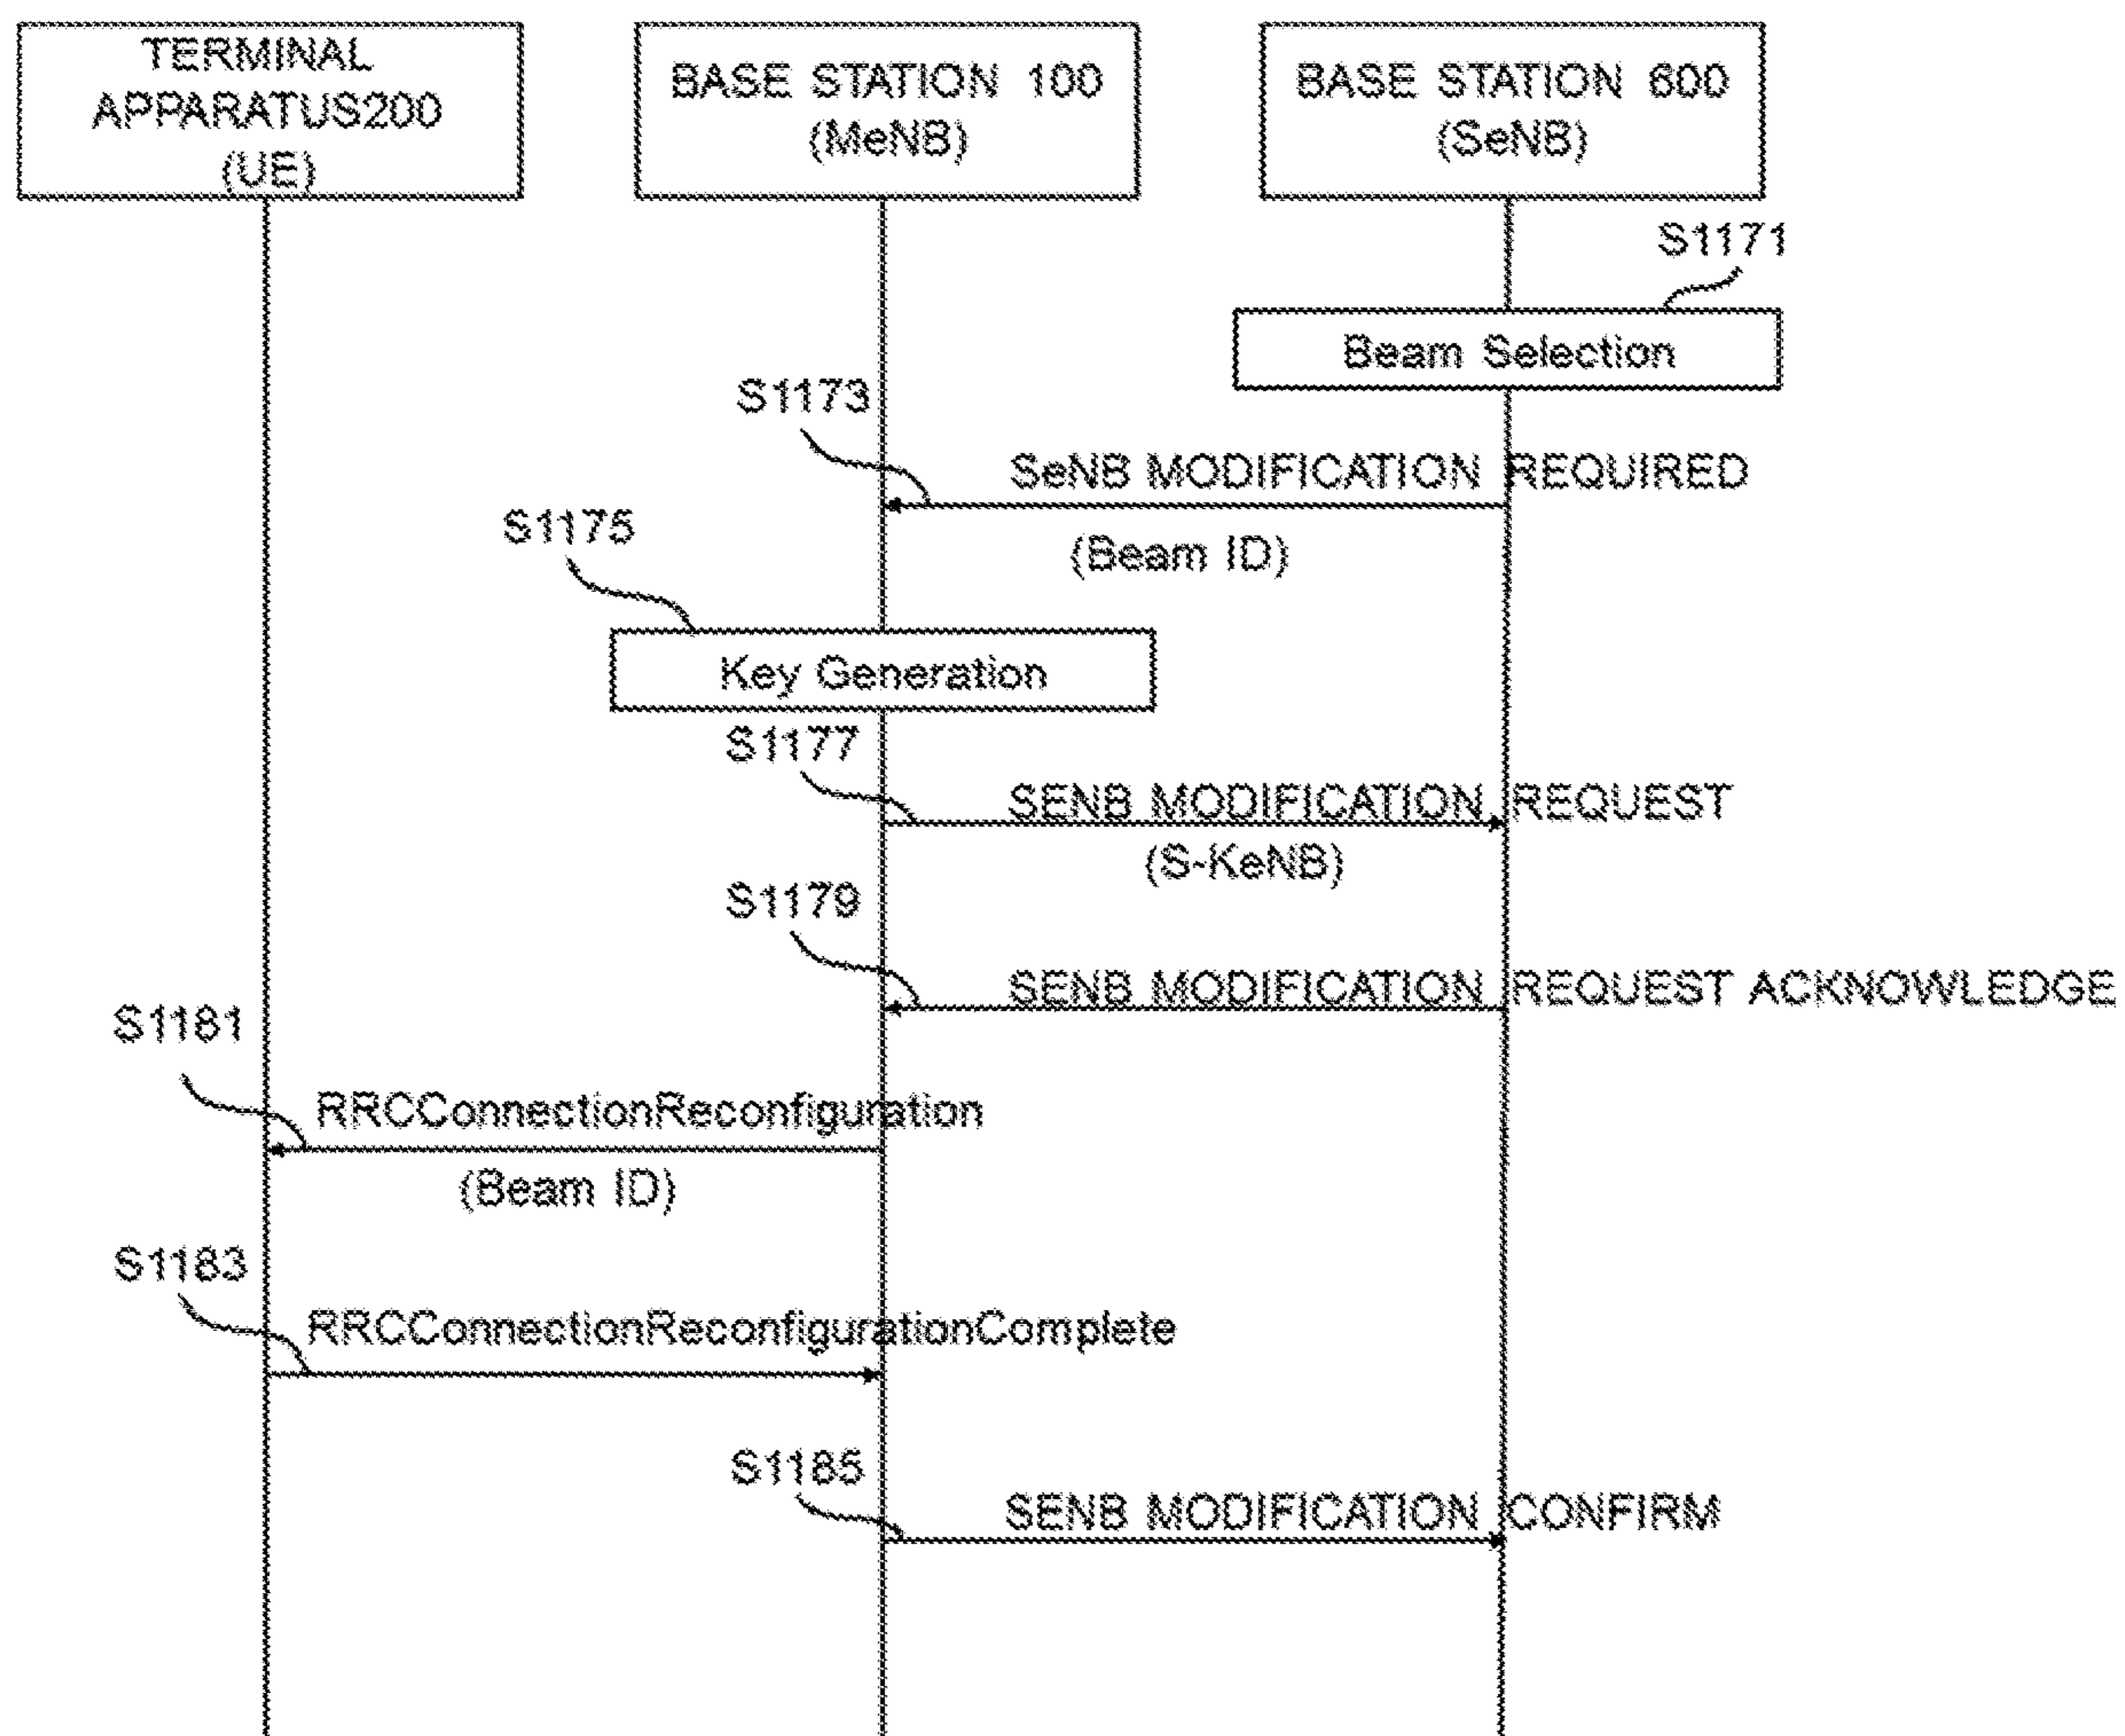 TERMINAL
APPARATUS200
(UE)
BASE STATION 100
(MeNB)
BASE STATION 600
(SeNB)
S1171
Beam Selection
S1173
SeNB MODIFICATION REQUIRED
(Beam ID)
S1175
Key Generation
S1177
SENB MODIFICATION REQUEST
(S-KeNB)
S1179
SENB MODIFICATION REQUEST ACKNOWLEDGE
S1181
RRCConnectionReconfiguration
(Beam ID)
S1183
RRCConnectionReconfigurationComplete
S1185
SENB MODIFICATION CONFIRM